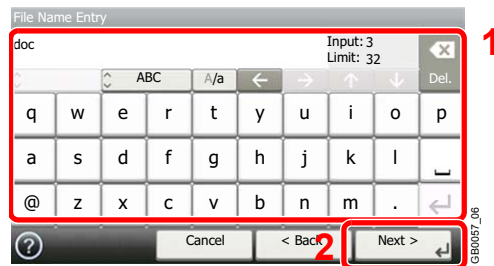 File Name Entry
doc
Input: 3
Limit: 32
1
ABC A/a ← → ↑ ↓ Del.
q w e r t y u i o p
a s d f g h j k l
@ z x c v b n m .
? Cancel < Back 2 Next >
GB0057_06